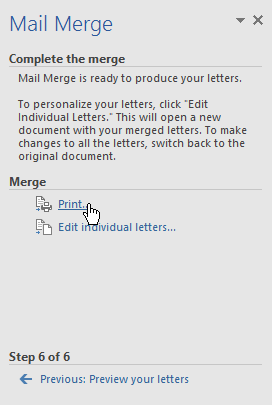 Mail Merge
Complete the merge
Mail Merge is ready to produce your letters.
To personalize your letters, click "Edit
Individual Letters." This will open a new
document with your merged letters. To make
changes to all the letters, switch back to the
original document.
Merge
Print...
Edit individual letters...
Step 6 of 6
Previous: Preview your letters